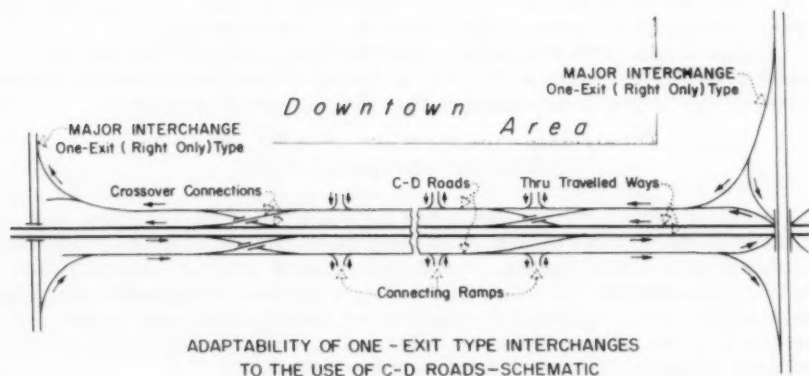 MAJOR INTERCHANGE
One-Exit (Right Only) Type
Downtown
Area
MAJOR INTERCHANGE
One-Exit (Right Only) Type
Crossover Connections
C-D Roads
Thru Travelled Ways
Connecting Ramps
ADAPTABILITY OF ONE-EXIT TYPE INTERCHANGES
TO THE USE OF C-D ROADS-SCHEMATIC